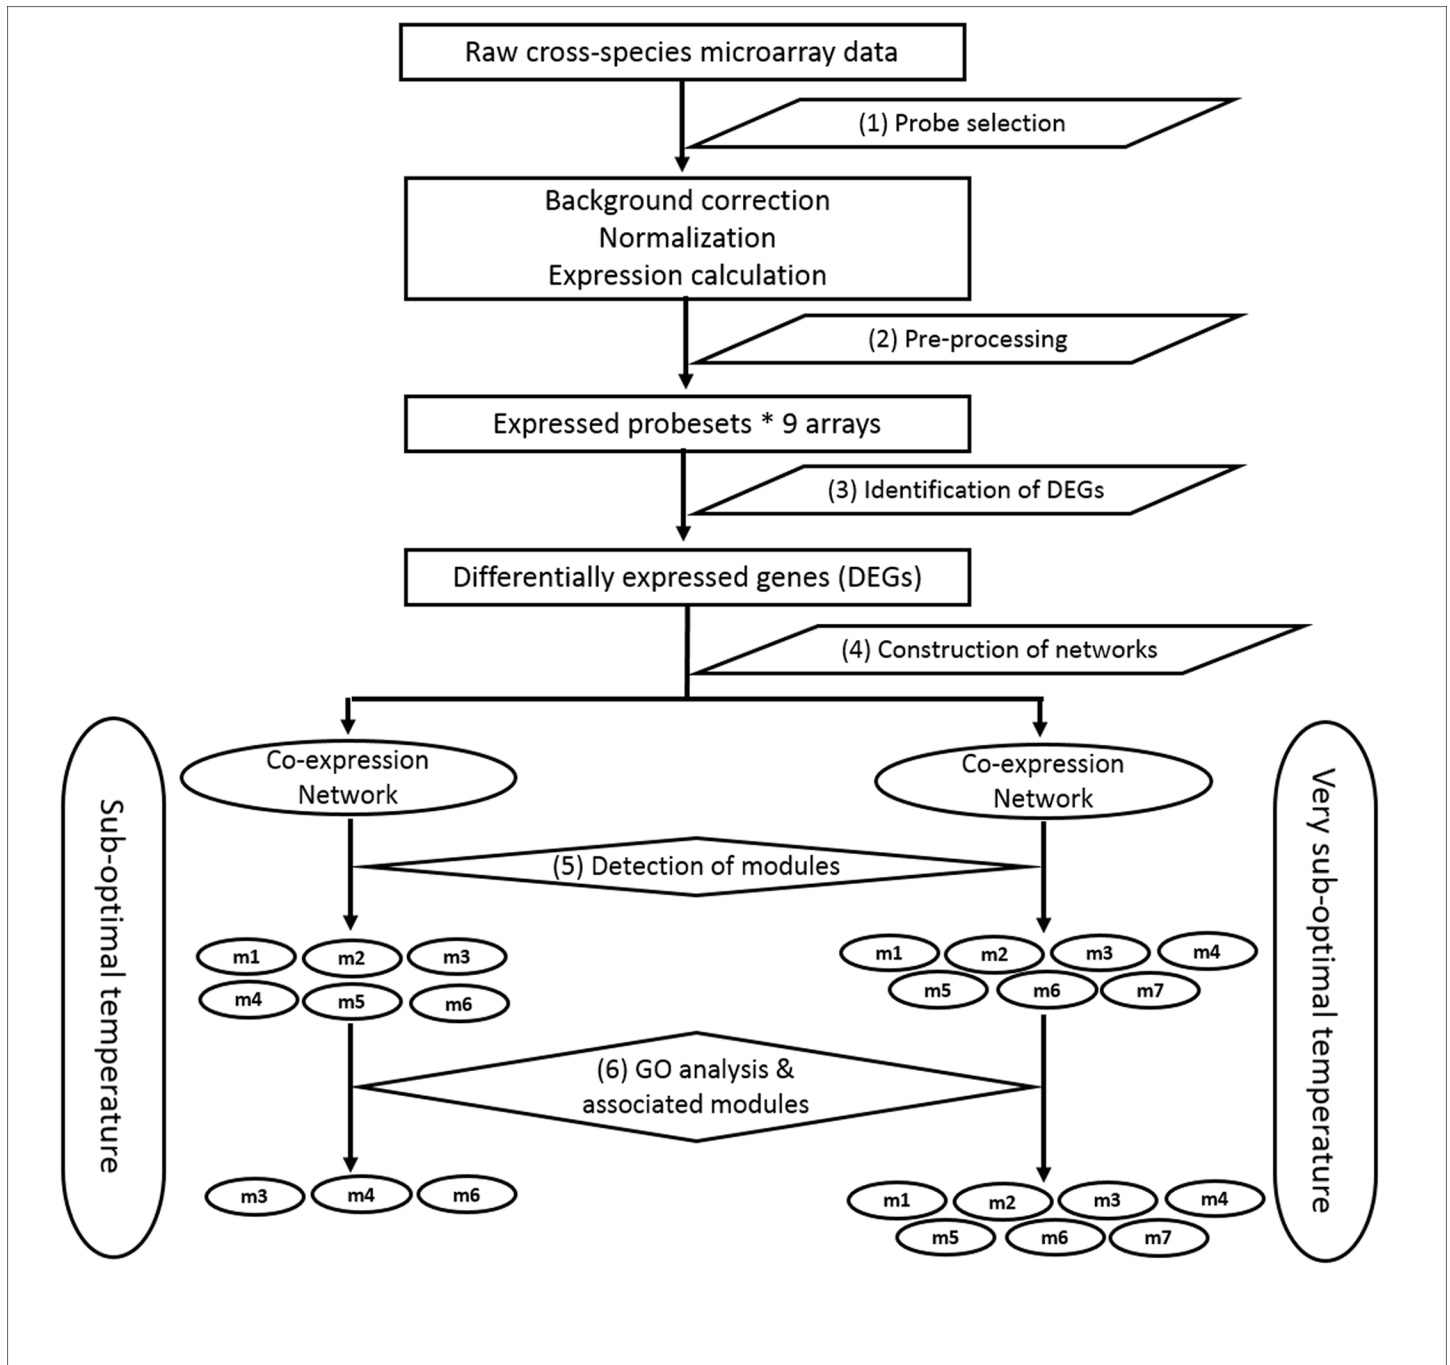 Raw cross-species microarray data
(1) Probe selection
Background correction
Normalization
Expression calculation
(2) Pre-processing
Expressed probesets * 9 arrays
(3) Identification of DEGs
Differentially expressed genes (DEGs)
(4) Construction of networks
Sub-optimal temperature
Co-expression
Network
Co-expression
Network
Very sub-optimal temperature
(5) Detection of modules
m1 m2 m3
m4 m5 m6
m1 m2 m3 m4
m5 m6 m7
(6) GO analysis &
associated modules
m3 m4 m6
m1 m2 m3 m4
m5 m6 m7